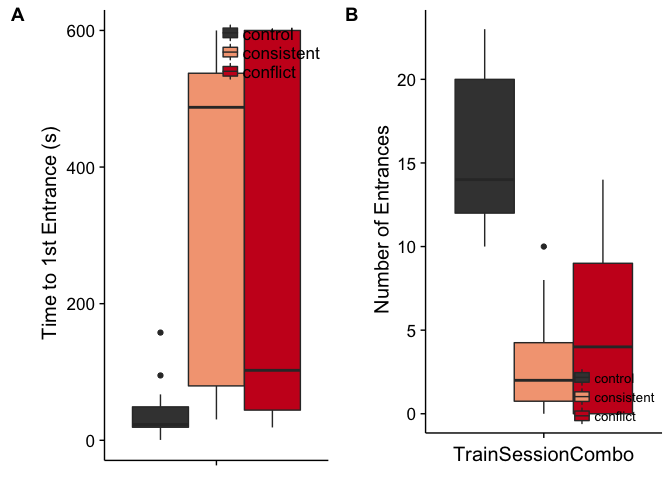 A
Time to 1st Entrance (s)
600
400
200
0
control
consistent
conflict
B
Number of Entrances
20
15
10
5
0
control
consistent
conflict
TrainSessionCombo